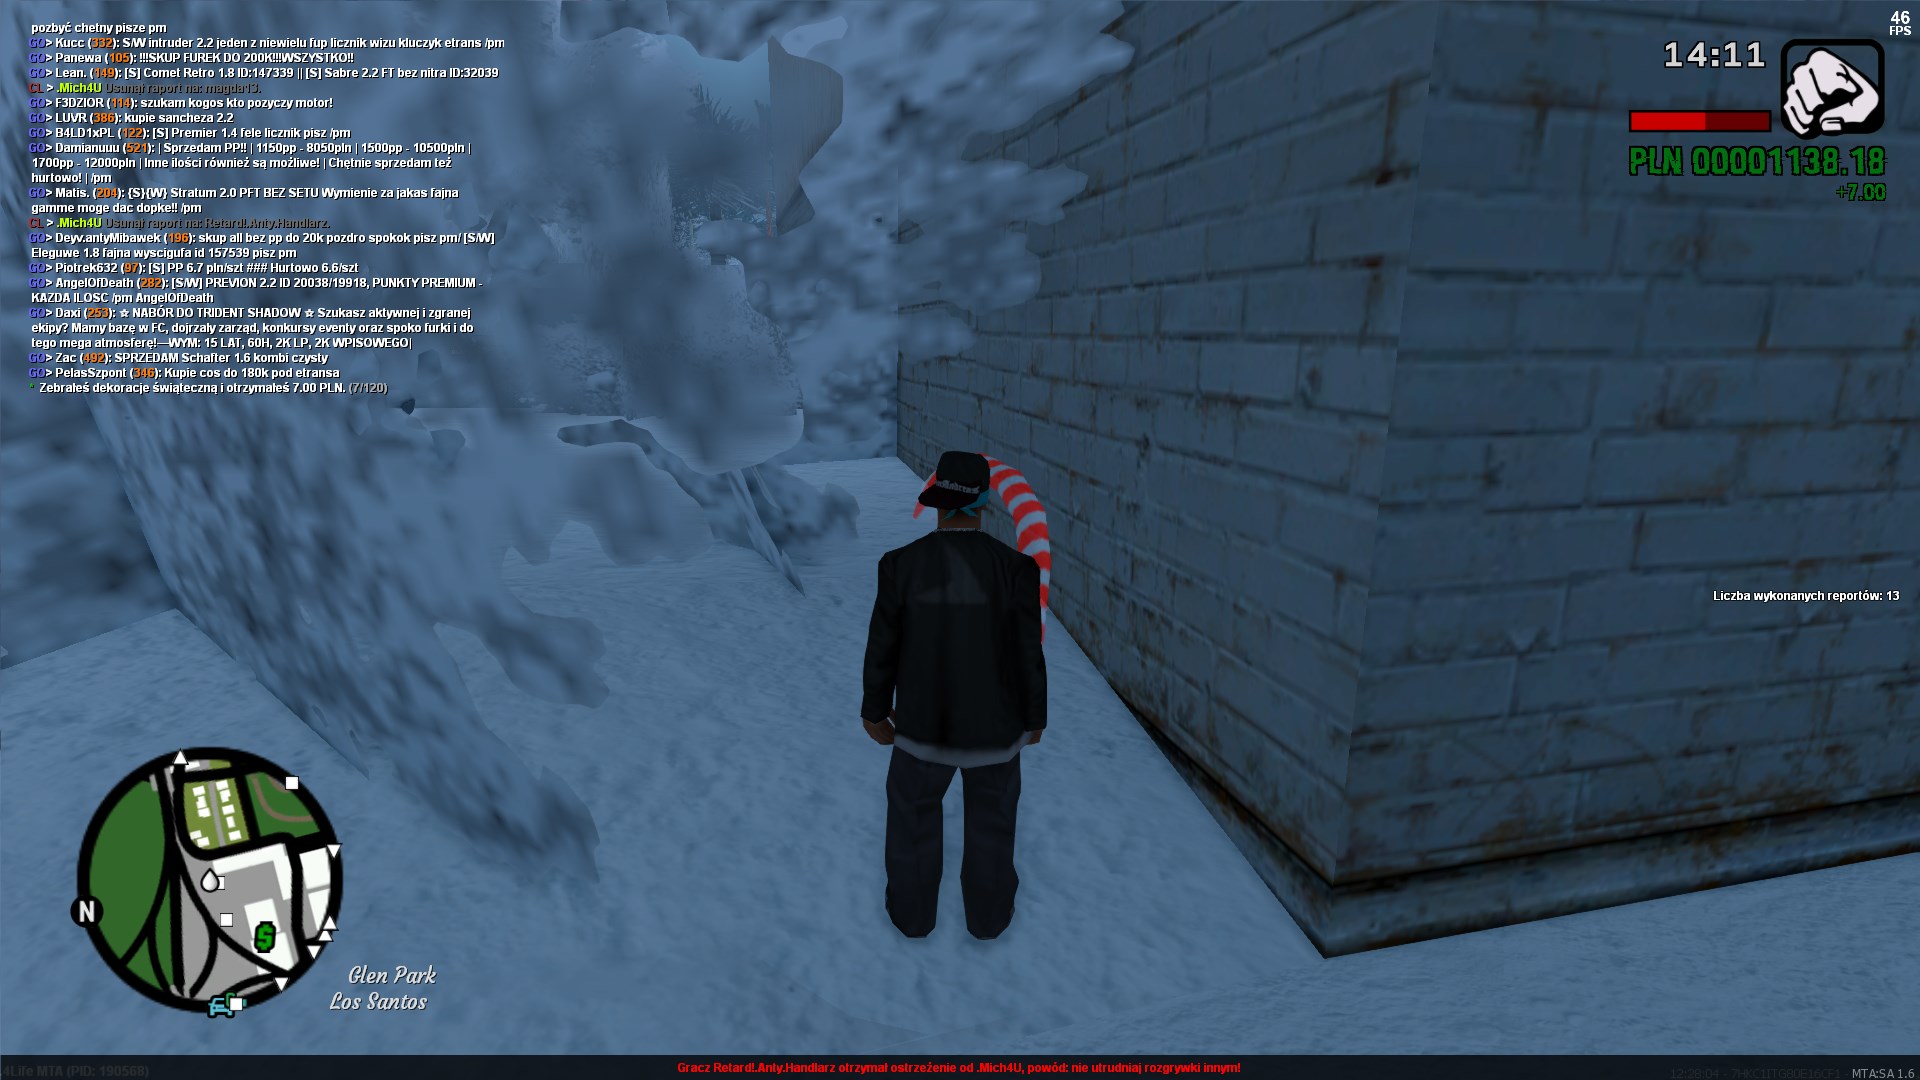 pozbyć chetny pisze pm
GO> Kucc (332): S/W intruder 2.2 jeden z niewielu fup licznik wizu kluczyk etrans /pm
GO> Panewa (105): !!!SKUP FUREK DO 200K!!!WSZYSTKO!!
GO> Lean. (149): [S] Comet Retro 1.8 ID:147339 || [S] Sabre 2.2 FT bez nitra ID:32039
CL > .Mich4U Usunął raport na: magda13.
GO> F3DZIOR (114): szukam kogos kto pozyczy motor!
GO> LUVR (386): kupie sancheza 2.2
GO> B4LD1xPL (122): [S] Premier 1.4 fele licznik pisz /pm
GO> Damianuuu (521): | Sprzedam PP!! | 1150pp - 8050pln | 1500pp - 10500pln |
1700pp - 12000pln | Inne ilości również są możliwe! | Chętnie sprzedam też
hurtowo! | /pm
GO> Matis. (204): {S}{W} Stratum 2.0 PFT BEZ SETU Wymienie za jakas fajna
gamme moge dac dopke!! /pm
CL > .Mich4U Usunął raport na: Retard!.Anty.Handlarz.
GO> Deyv.antyMibawek (196): skup all bez pp do 20k pozdro spokok pisz pm/ [S/W]
Eleguwe 1.8 fajna wyscigufa id 157539 pisz pm
GO> Piotrek632 (97): [S] PP 6.7 pln/szt ### Hurtowo 6.6/szt
GO> AngelOfDeath (282): [S/W] PREVION 2.2 ID 20038/19918, PUNKTY PREMIUM -
KAZDA ILOSC /pm AngelOfDeath
GO> Daxi (253): ☆ NABÓR DO TRIDENT SHADOW ☆ Szukasz aktywnej i zgranej
ekipy? Mamy bazę w FC, dojrzały zarząd, konkursy eventy oraz spoko furki i do
tego mega atmosferę!—WYM: 15 LAT, 60H, 2K LP, 2K WPISOWEGO|
GO> Zac (492): SPRZEDAM Schafter 1.6 kombi czysty
GO> PelasSzpont (346): Kupie cos do 180k pod etransa
* Zebrałeś dekoracje świąteczną i otrzymałeś 7.00 PLN. (7/120)
46
FPS
14:11
PLN 00001138.18
+7.00
Liczba wykonanych reportów: 13
N
$
Glen Park
Los Santos
Gracz Retard!.Anty.Handlarz otrzymał ostrzeżenie od .Mich4U, powód: nie utrudniaj rozgrywki innym!
4Life MTA (PID: 190568)
MTA:SA 1.6